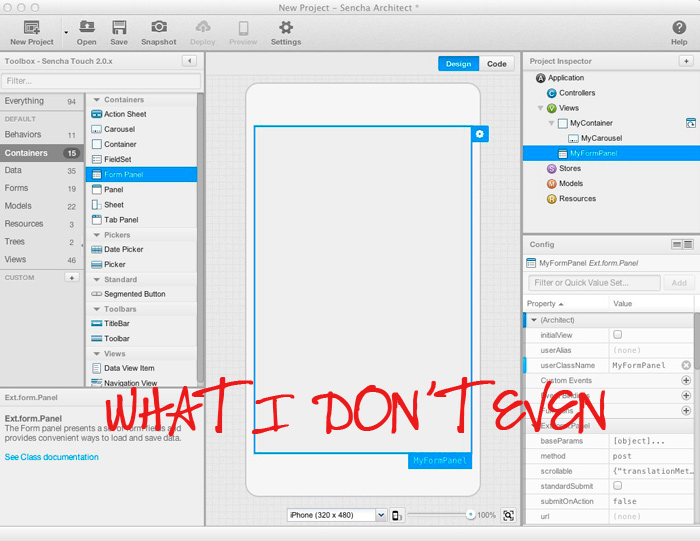 New Project – Sencha Architect *
New Project
Open
Save
Snapshot
Deploy
Preview
Settings
Help
Toolbox - Sencha Touch 2.0.x
Filter...
Everything 94
DEFAULT
Behaviors 11
Containers 15
Data 35
Forms 19
Models 22
Resources 3
Trees 2
Views 46
CUSTOM
Containers
Action Sheet
Carousel
Container
FieldSet
Form Panel
Panel
Sheet
Tab Panel
Pickers
Date Picker
Picker
Standard
Segmented Button
Toolbars
TitleBar
Toolbar
Views
Data View Item
Navigation View
Ext.form.Panel
Ext.form.Panel
The Form panel presents a set of form fields and
provides convenient ways to load and save data.
See Class documentation
Design Code
MyFormPanel
iPhone (320 x 480)
100%
WHAT I DON'T EVEN
Project Inspector
Application
Controllers
Views
MyContainer
MyCarousel
MyFormPanel
Stores
Models
Resources
Config
MyFormPanel Ext.form.Panel
Filter or Quick Value Set... Add
Property Value
(Architect)
initialView
userAlias (none)
userClassName MyFormPanel
Custom Events
baseParams [object]...
method post
scrollable {"translationMet...
standardSubmit
submitOnAction false
url (none)